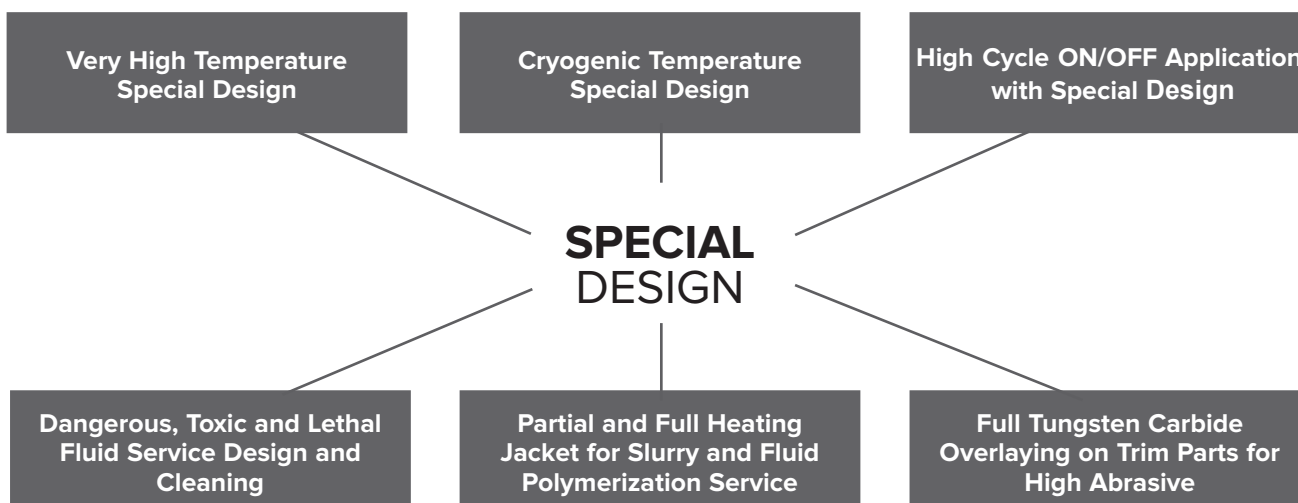 Very High Temperature
Special Design
Cryogenic Temperature
Special Design
High Cycle ON/OFF Application
with Special Design
SPECIAL
DESIGN
Dangerous, Toxic and Lethal
Fluid Service Design and
Cleaning
Partial and Full Heating
Jacket for Slurry and Fluid
Polymerization Service
Full Tungsten Carbide
Overlaying on Trim Parts for
High Abrasive